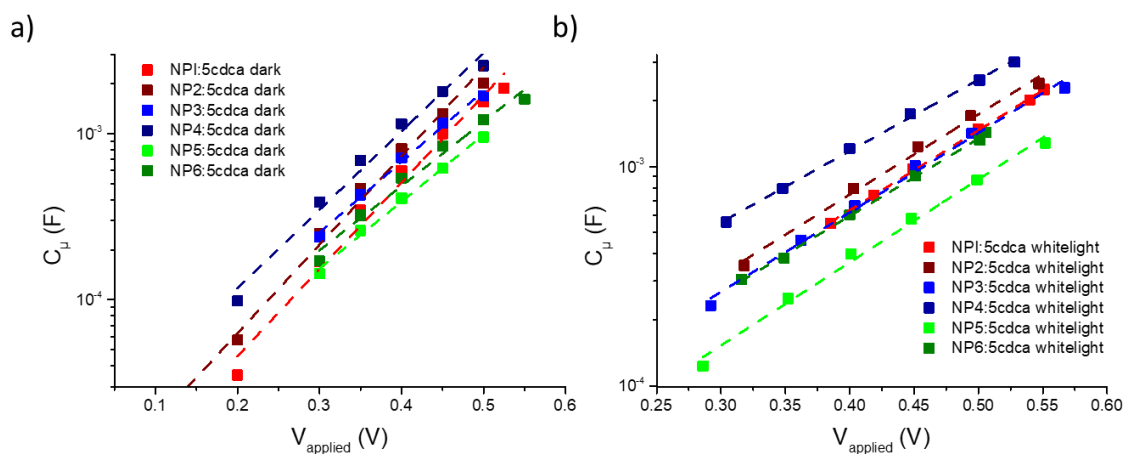 a)
10⁻³
10⁻⁴
Cμ (F)
NPI:5cdca dark
NP2:5cdca dark
NP3:5cdca dark
NP4:5cdca dark
NP5:5cdca dark
NP6:5cdca dark
0.1 0.2 0.3 0.4 0.5 0.6
Vapplied (V)
b)
10⁻³
10⁻⁴
Cμ (F)
NPI:5cdca whitelight
NP2:5cdca whitelight
NP3:5cdca whitelight
NP4:5cdca whitelight
NP5:5cdca whitelight
NP6:5cdca whitelight
0.25 0.30 0.35 0.40 0.45 0.50 0.55 0.60
Vapplied (V)